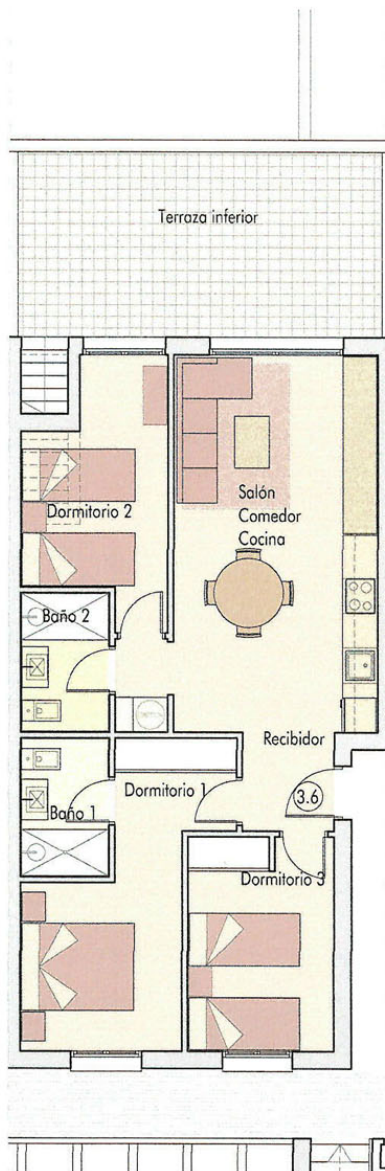 Terraza inferior
Salón
Comedor
Cocina
Dormitorio 2
Baño 2
Recibidor
Dormitorio 1
3.6
Baño 1
Dormitorio 3